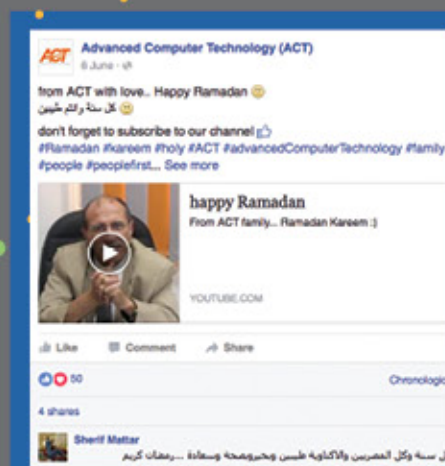 ACT
Advanced Computer Technology (ACT)
6 June
from ACT with love.. Happy Ramadan
كل سنة وانتم طيبين
don't forget to subscribe to our channel
#Ramadan #kareem #holy #ACT #advancedComputerTechnology #family
#people #peoplefirst... See more
happy Ramadan
From ACT family... Ramadan Kareem :)
YOUTUBE.COM
Like Comment Share
50 Chronologic
4 shares
Sherif Mattar
سنة وكل المصريين والاكتاوية طيبين وبخير وصحة وسعادة ...رمضان كريم